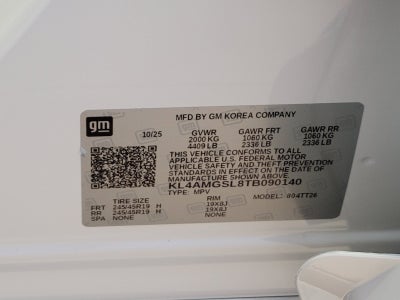 MFD BY GM KOREA COMPANY
gm
10/25 GVWR GAWR FRT GAWR RR
2000 KG 1060 KG 1060 KG
4409 LB 2336 LB 2336 LB
THIS VEHICLE CONFORMS TO ALL
APPLICABLE U.S. FEDERAL MOTOR
VEHICLE SAFETY AND THEFT PREVENTION
STANDARDS IN EFFECT ON THE DATE OF
MANUFACTURE SHOWN ABOVE.
KL4AMGSL8TB090140
TYPE: MPV MODEL: 804TT26
TIRE SIZE RIM
FRT 245/45R19 H 19X8J
RR 245/45R19 H 19X8J
SPA NONE NONE